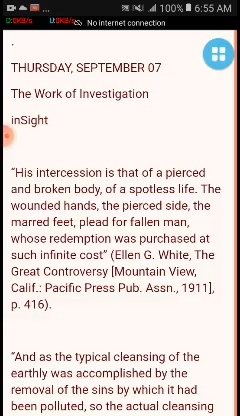 0:0KB/s U:0KB/s 100% 6:55 AM
No internet connection
.
THURSDAY, SEPTEMBER 07
The Work of Investigation
inSight
“His intercession is that of a pierced
and broken body, of a spotless life. The
wounded hands, the pierced side, the
marred feet, plead for fallen man,
whose redemption was purchased at
such infinite cost” (Ellen G. White, The
Great Controversy [Mountain View,
Calif.: Pacific Press Pub. Assn., 1911],
p. 416).
“And as the typical cleansing of the
earthly was accomplished by the
removal of the sins by which it had
been polluted, so the actual cleansing